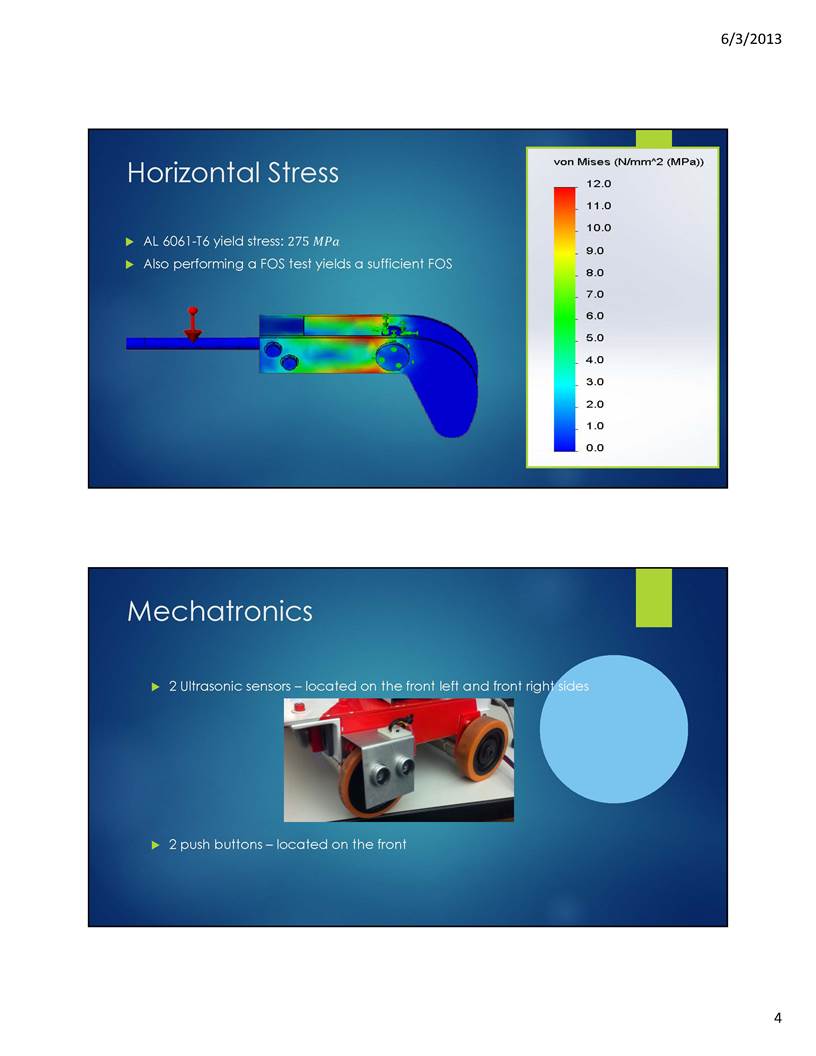 6/3/2013
Horizontal Stress
AL 6061-T6 yield stress: 275 MPa
Also performing a FOS test yields a sufficient FOS
von Mises (N/mm^2 (MPa))
12.0
11.0
10.0
9.0
8.0
7.0
6.0
5.0
4.0
3.0
2.0
1.0
0.0
Mechatronics
2 Ultrasonic sensors – located on the front left and front right sides
2 push buttons – located on the front
4